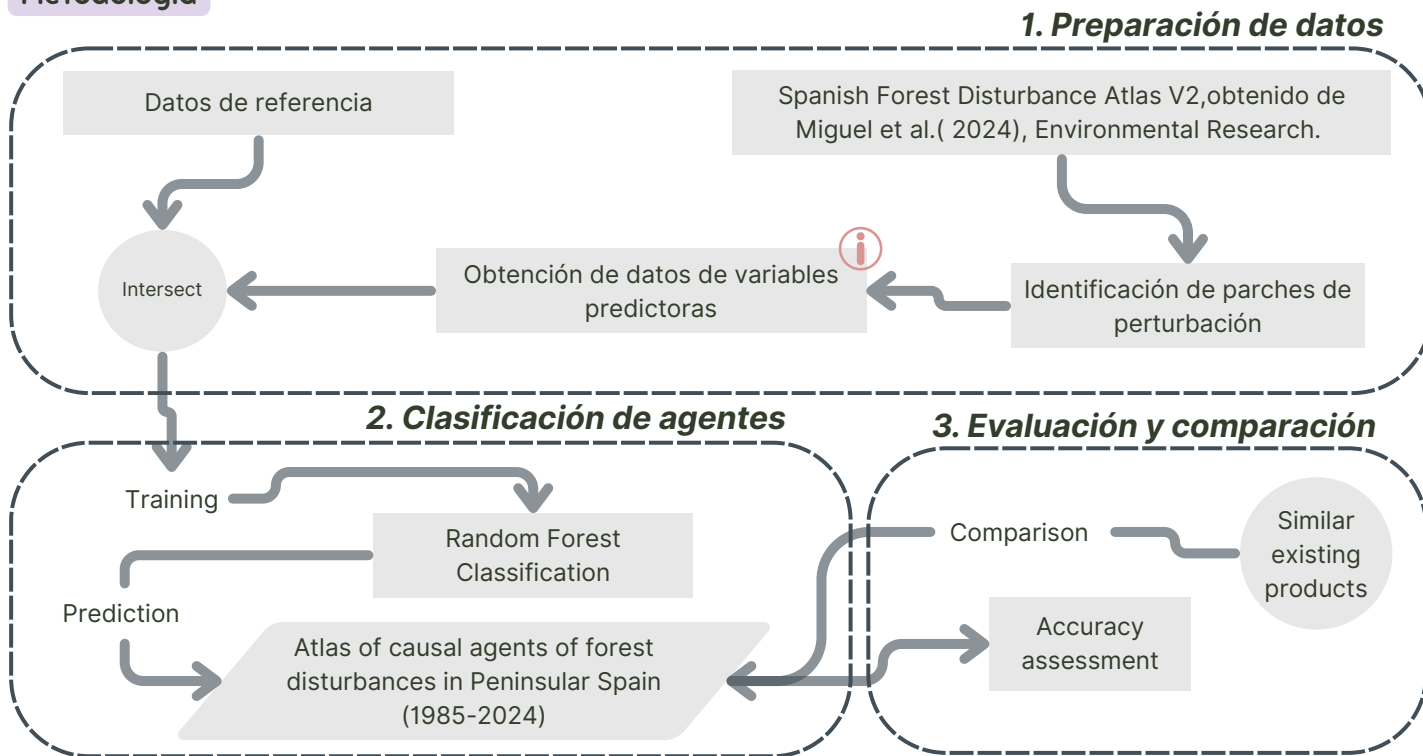 Metodología
1. Preparación de datos
Datos de referencia
Spanish Forest Disturbance Atlas V2,obtenido de
Miguel et al.( 2024), Environmental Research.
Intersect
Obtención de datos de variables
predictoras
i
Identificación de parches de
perturbación
2. Clasificación de agentes
Training
Random Forest
Classification
Prediction
Atlas of causal agents of forest
disturbances in Peninsular Spain
(1985-2024)
3. Evaluación y comparación
Comparison
Similar
existing
products
Accuracy
assessment